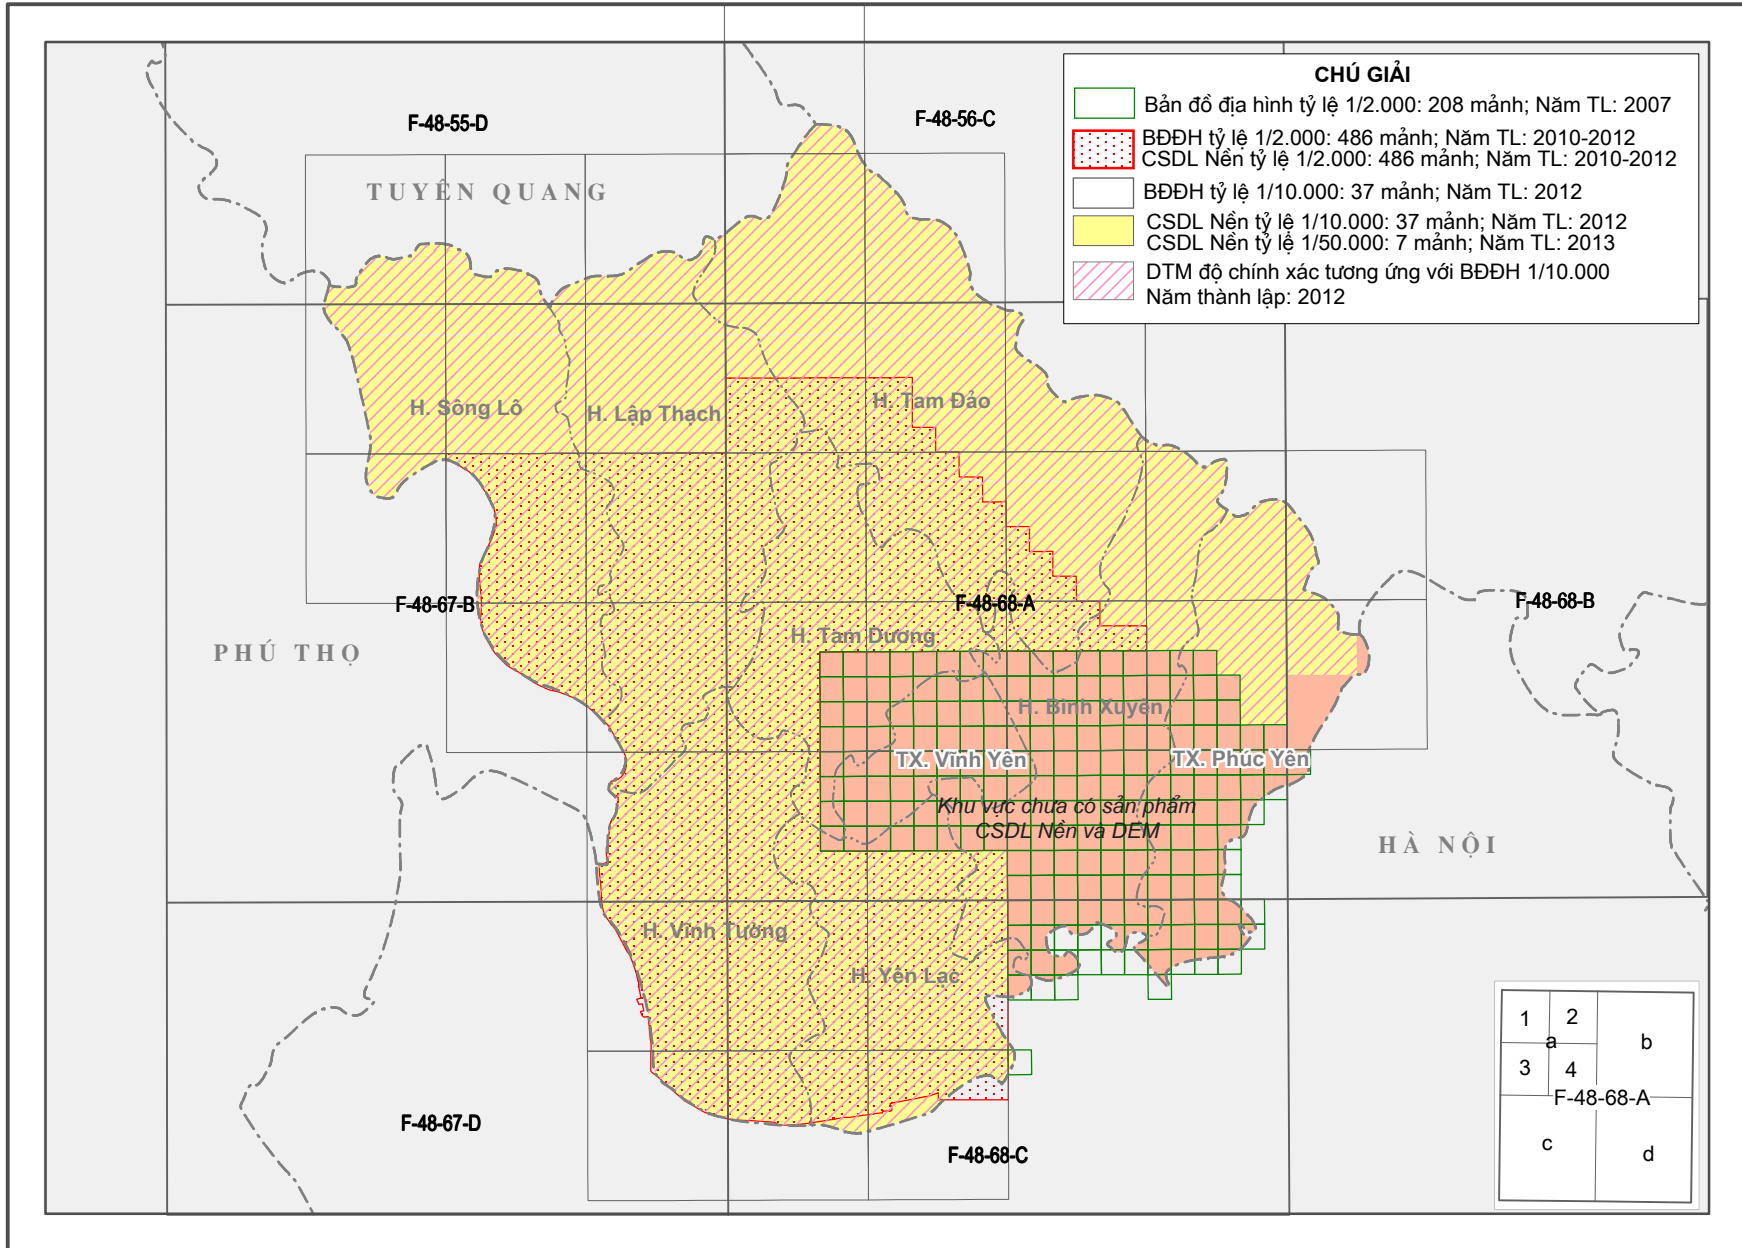 CHÚ GIẢI
Bản đồ địa hình tỷ lệ 1/2.000: 208 mảnh; Năm TL: 2007
BĐĐH tỷ lệ 1/2.000: 486 mảnh; Năm TL: 2010-2012
CSDL Nền tỷ lệ 1/2.000: 486 mảnh; Năm TL: 2010-2012
BĐĐH tỷ lệ 1/10.000: 37 mảnh; Năm TL: 2012
CSDL Nền tỷ lệ 1/10.000: 37 mảnh; Năm TL: 2012
CSDL Nền tỷ lệ 1/50.000: 7 mảnh; Năm TL: 2013
DTM độ chính xác tương ứng với BĐĐH 1/10.000
Năm thành lập: 2012
F-48-55-D
F-48-56-C
TUYÊN QUANG
H. Sông Lô
H. Lập Thạch
H. Tam Đảo
F-48-67-B
F-48-68-A
F-48-68-B
PHÚ THỌ
H. Tam Dương
H. Bình Xuyên
TX. Vĩnh Yên
TX. Phúc Yên
Khu vực chưa có sản phẩm
CSDL Nền và DEM
HÀ NỘI
H. Vĩnh Tường
H. Yên Lạc
F-48-67-D
F-48-68-C
1
2
a
b
3
4
F-48-68-A
c
d